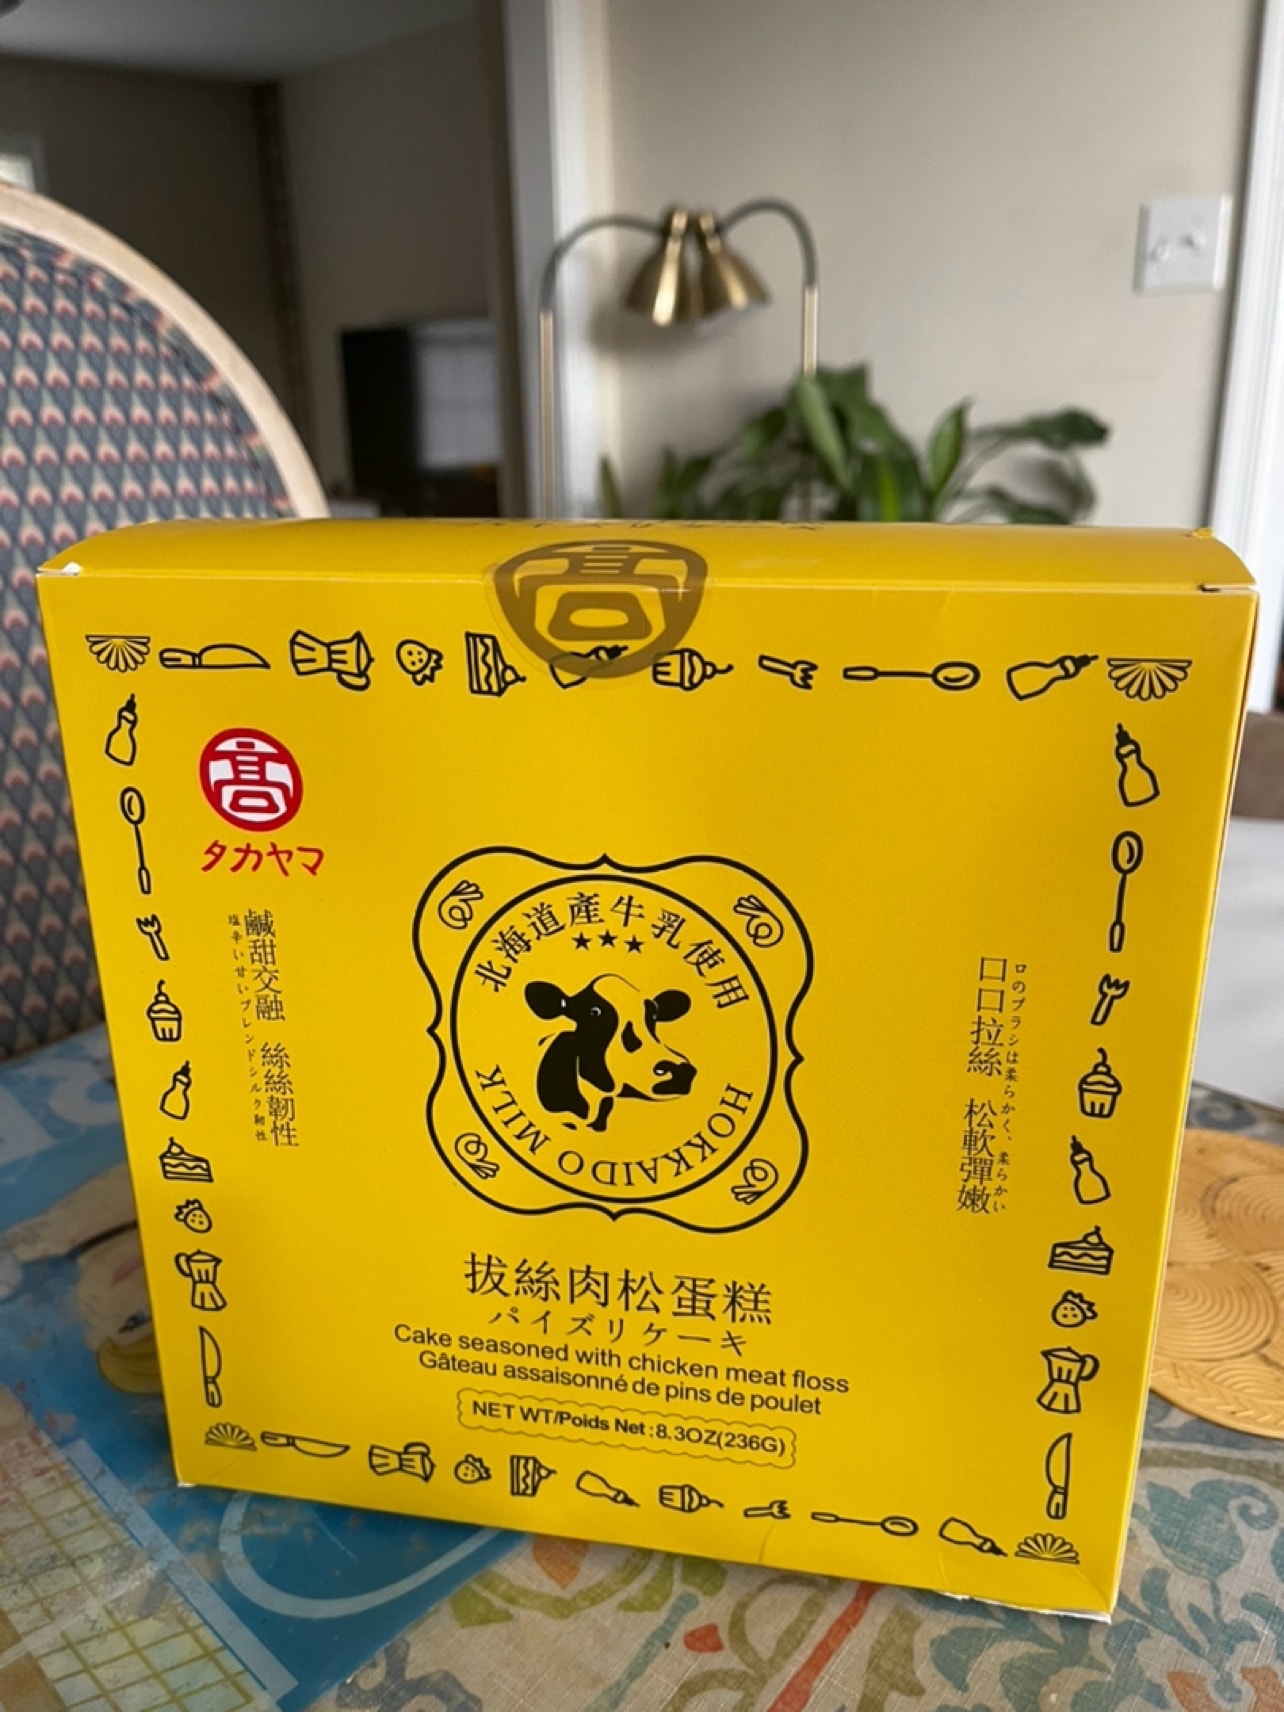 高
高
タカヤマ
鹹甜交融 絲絲韌性
塩辛い甘いブレンドシルク靭性
北海道産牛乳使用
HOKKAIDO MILK
口のブラシは柔らかく、柔らかい
口口拉絲 松軟彈嫩
拔絲肉松蛋糕
パイズリケーキ
Cake seasoned with chicken meat floss
Gâteau assaisonné de pins de poulet
NET WT/Poids Net:8.3OZ(236G)